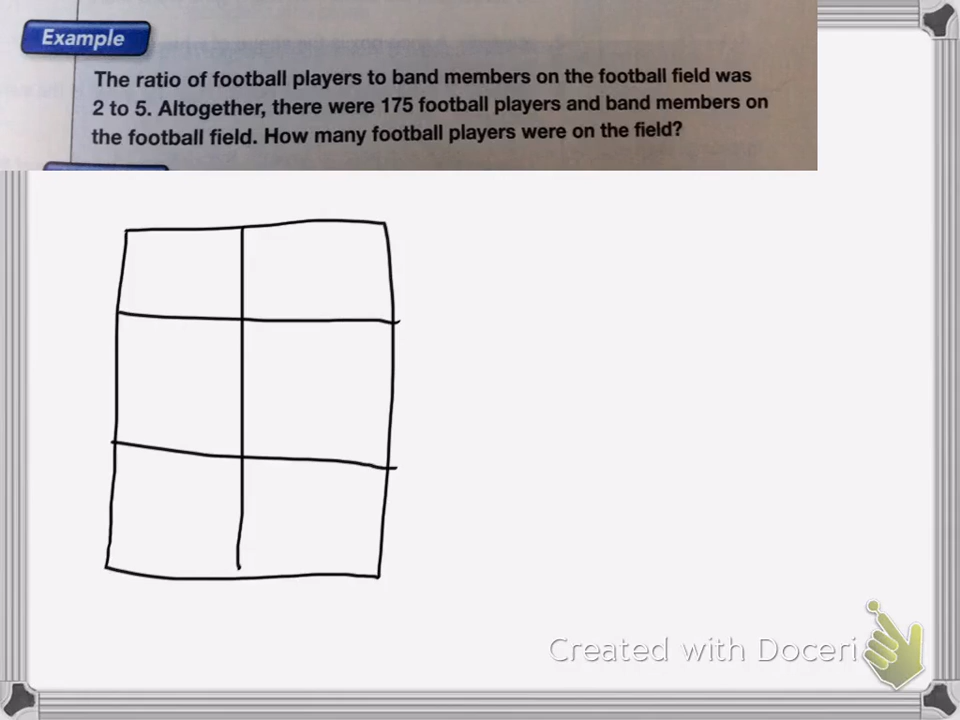 Example
The ratio of football players to band members on the football field was
2 to 5. Altogether, there were 175 football players and band members on
the football field. How many football players were on the field?
Created with Doceri